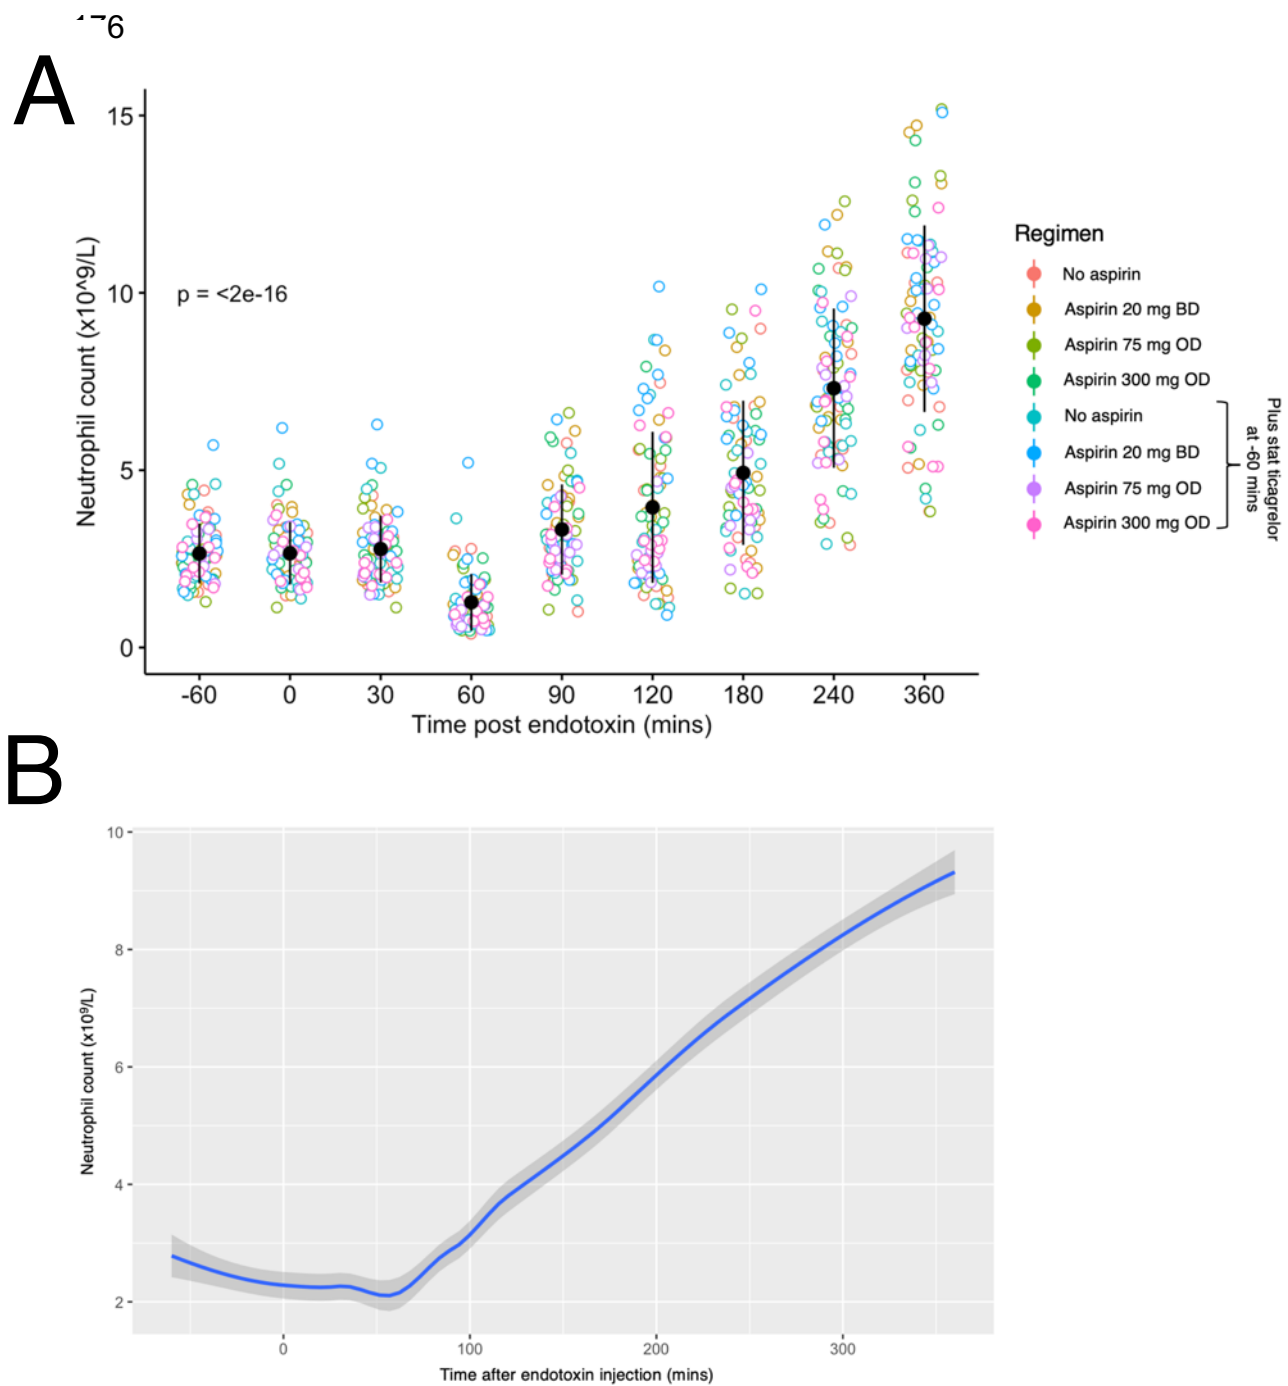 A
15
10
5
0
Neutrophil count (x10^9/L)
p = <2e-16
-60 0 30 60 90 120 180 240 360
Time post endotoxin (mins)
Regimen
No aspirin
Aspirin 20 mg BD
Aspirin 75 mg OD
Aspirin 300 mg OD
No aspirin
Aspirin 20 mg BD
Aspirin 75 mg OD
Aspirin 300 mg OD
Plus stat ticagrelor
at -60 mins
B
10
8
6
4
2
Neutrophil count (x10⁹/L)
0 100 200 300
Time after endotoxin injection (mins)